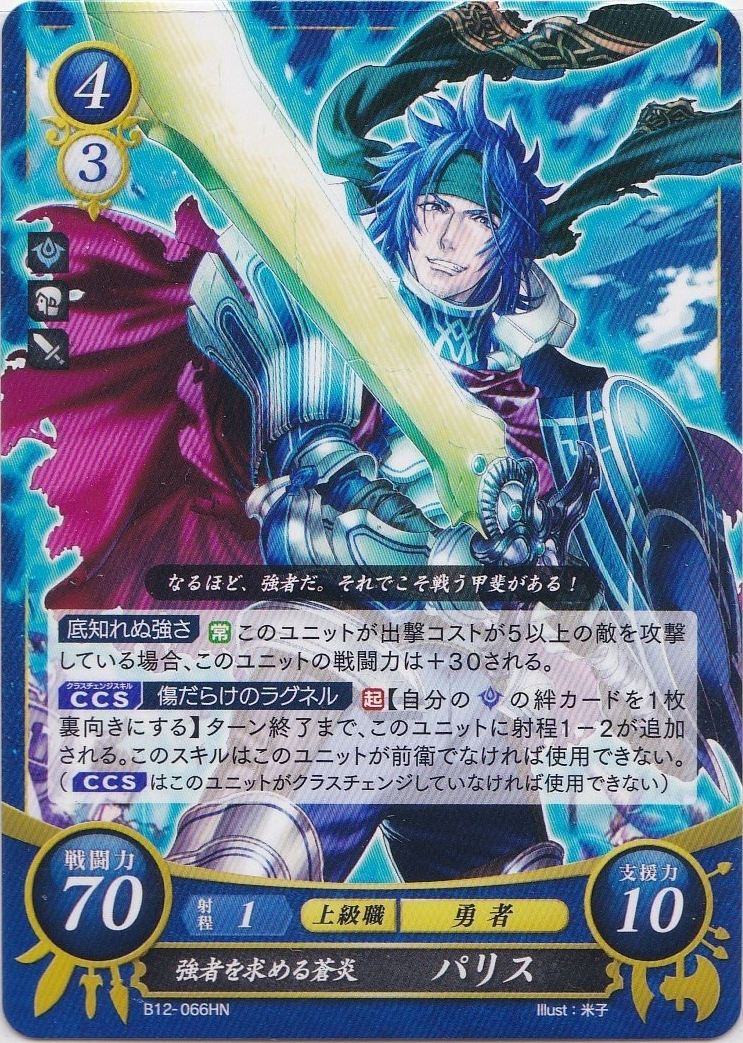 4
3
なるほど、強者だ。それでこそ戦う甲斐がある！
底知れぬ強さ 常 このユニットが出撃コストが5以上の敵を攻撃
している場合、このユニットの戦闘力は＋30される。
クラスチェンジスキル
CCS 傷だらけのラグネル 起【自分の の絆カードを1枚
裏向きにする】ターン終了まで、このユニットに射程1－2が追加
される。このスキルはこのユニットが前衛でなければ使用できない。
（ CCS はこのユニットがクラスチェンジしていなければ使用できない）
戦闘力
70
射程 1
上級職 勇者
支援力
10
強者を求める蒼炎 パリス
B12-066HN Illust：米子